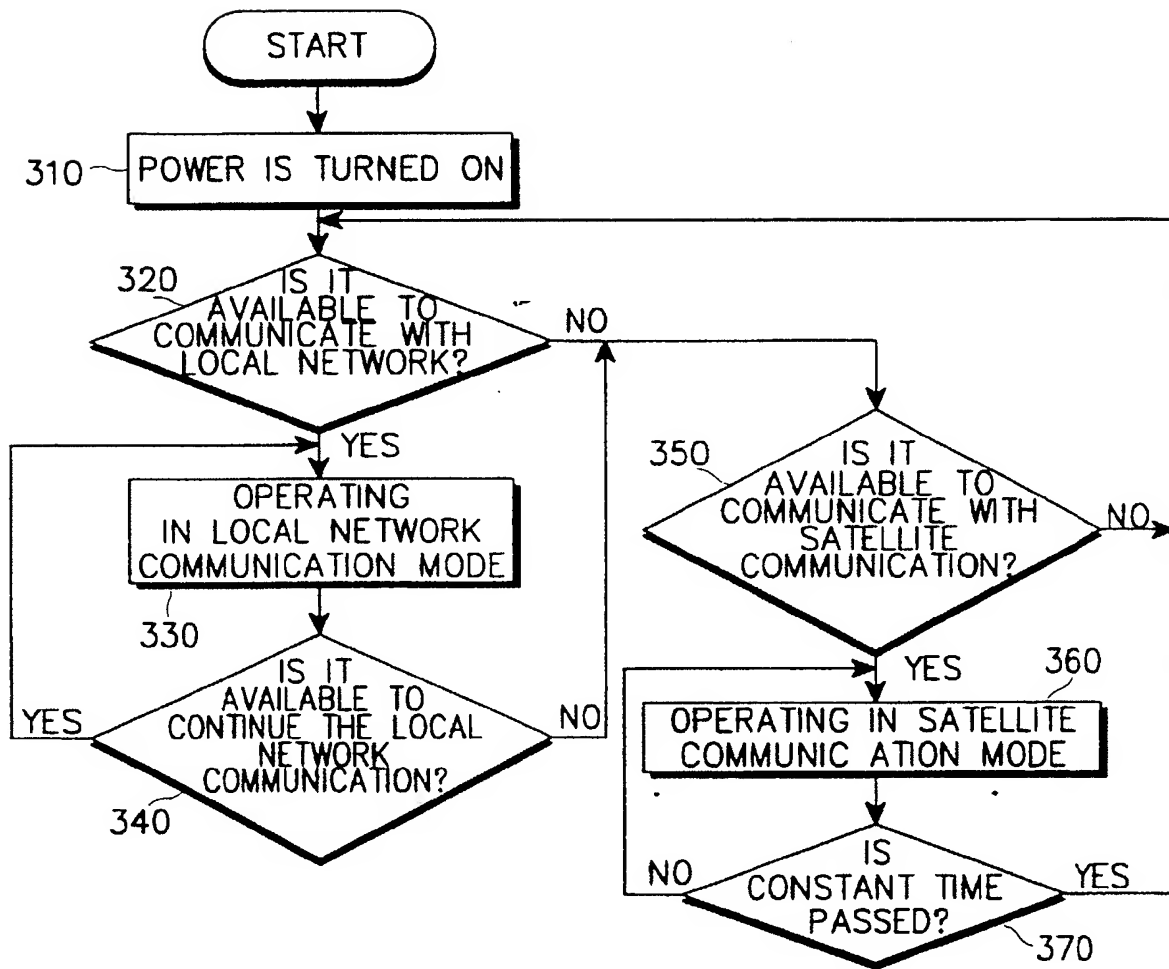 START
310
POWER IS TURNED ON
320
IS IT
AVAILABLE TO
COMMUNICATE WITH
LOCAL NETWORK?
NO
YES
OPERATING
IN LOCAL NETWORK
COMMUNICATION MODE
330
IS IT
AVAILABLE TO
CONTINUE THE LOCAL
NETWORK
COMMUNICATION?
YES
NO
340
350
IS IT
AVAILABLE TO
COMMUNICATE WITH
SATELLITE
COMMUNICATION?
NO
YES
360
OPERATING IN SATELLITE
COMMUNIC ATION MODE
IS
CONSTANT TIME
PASSED?
NO
YES
370